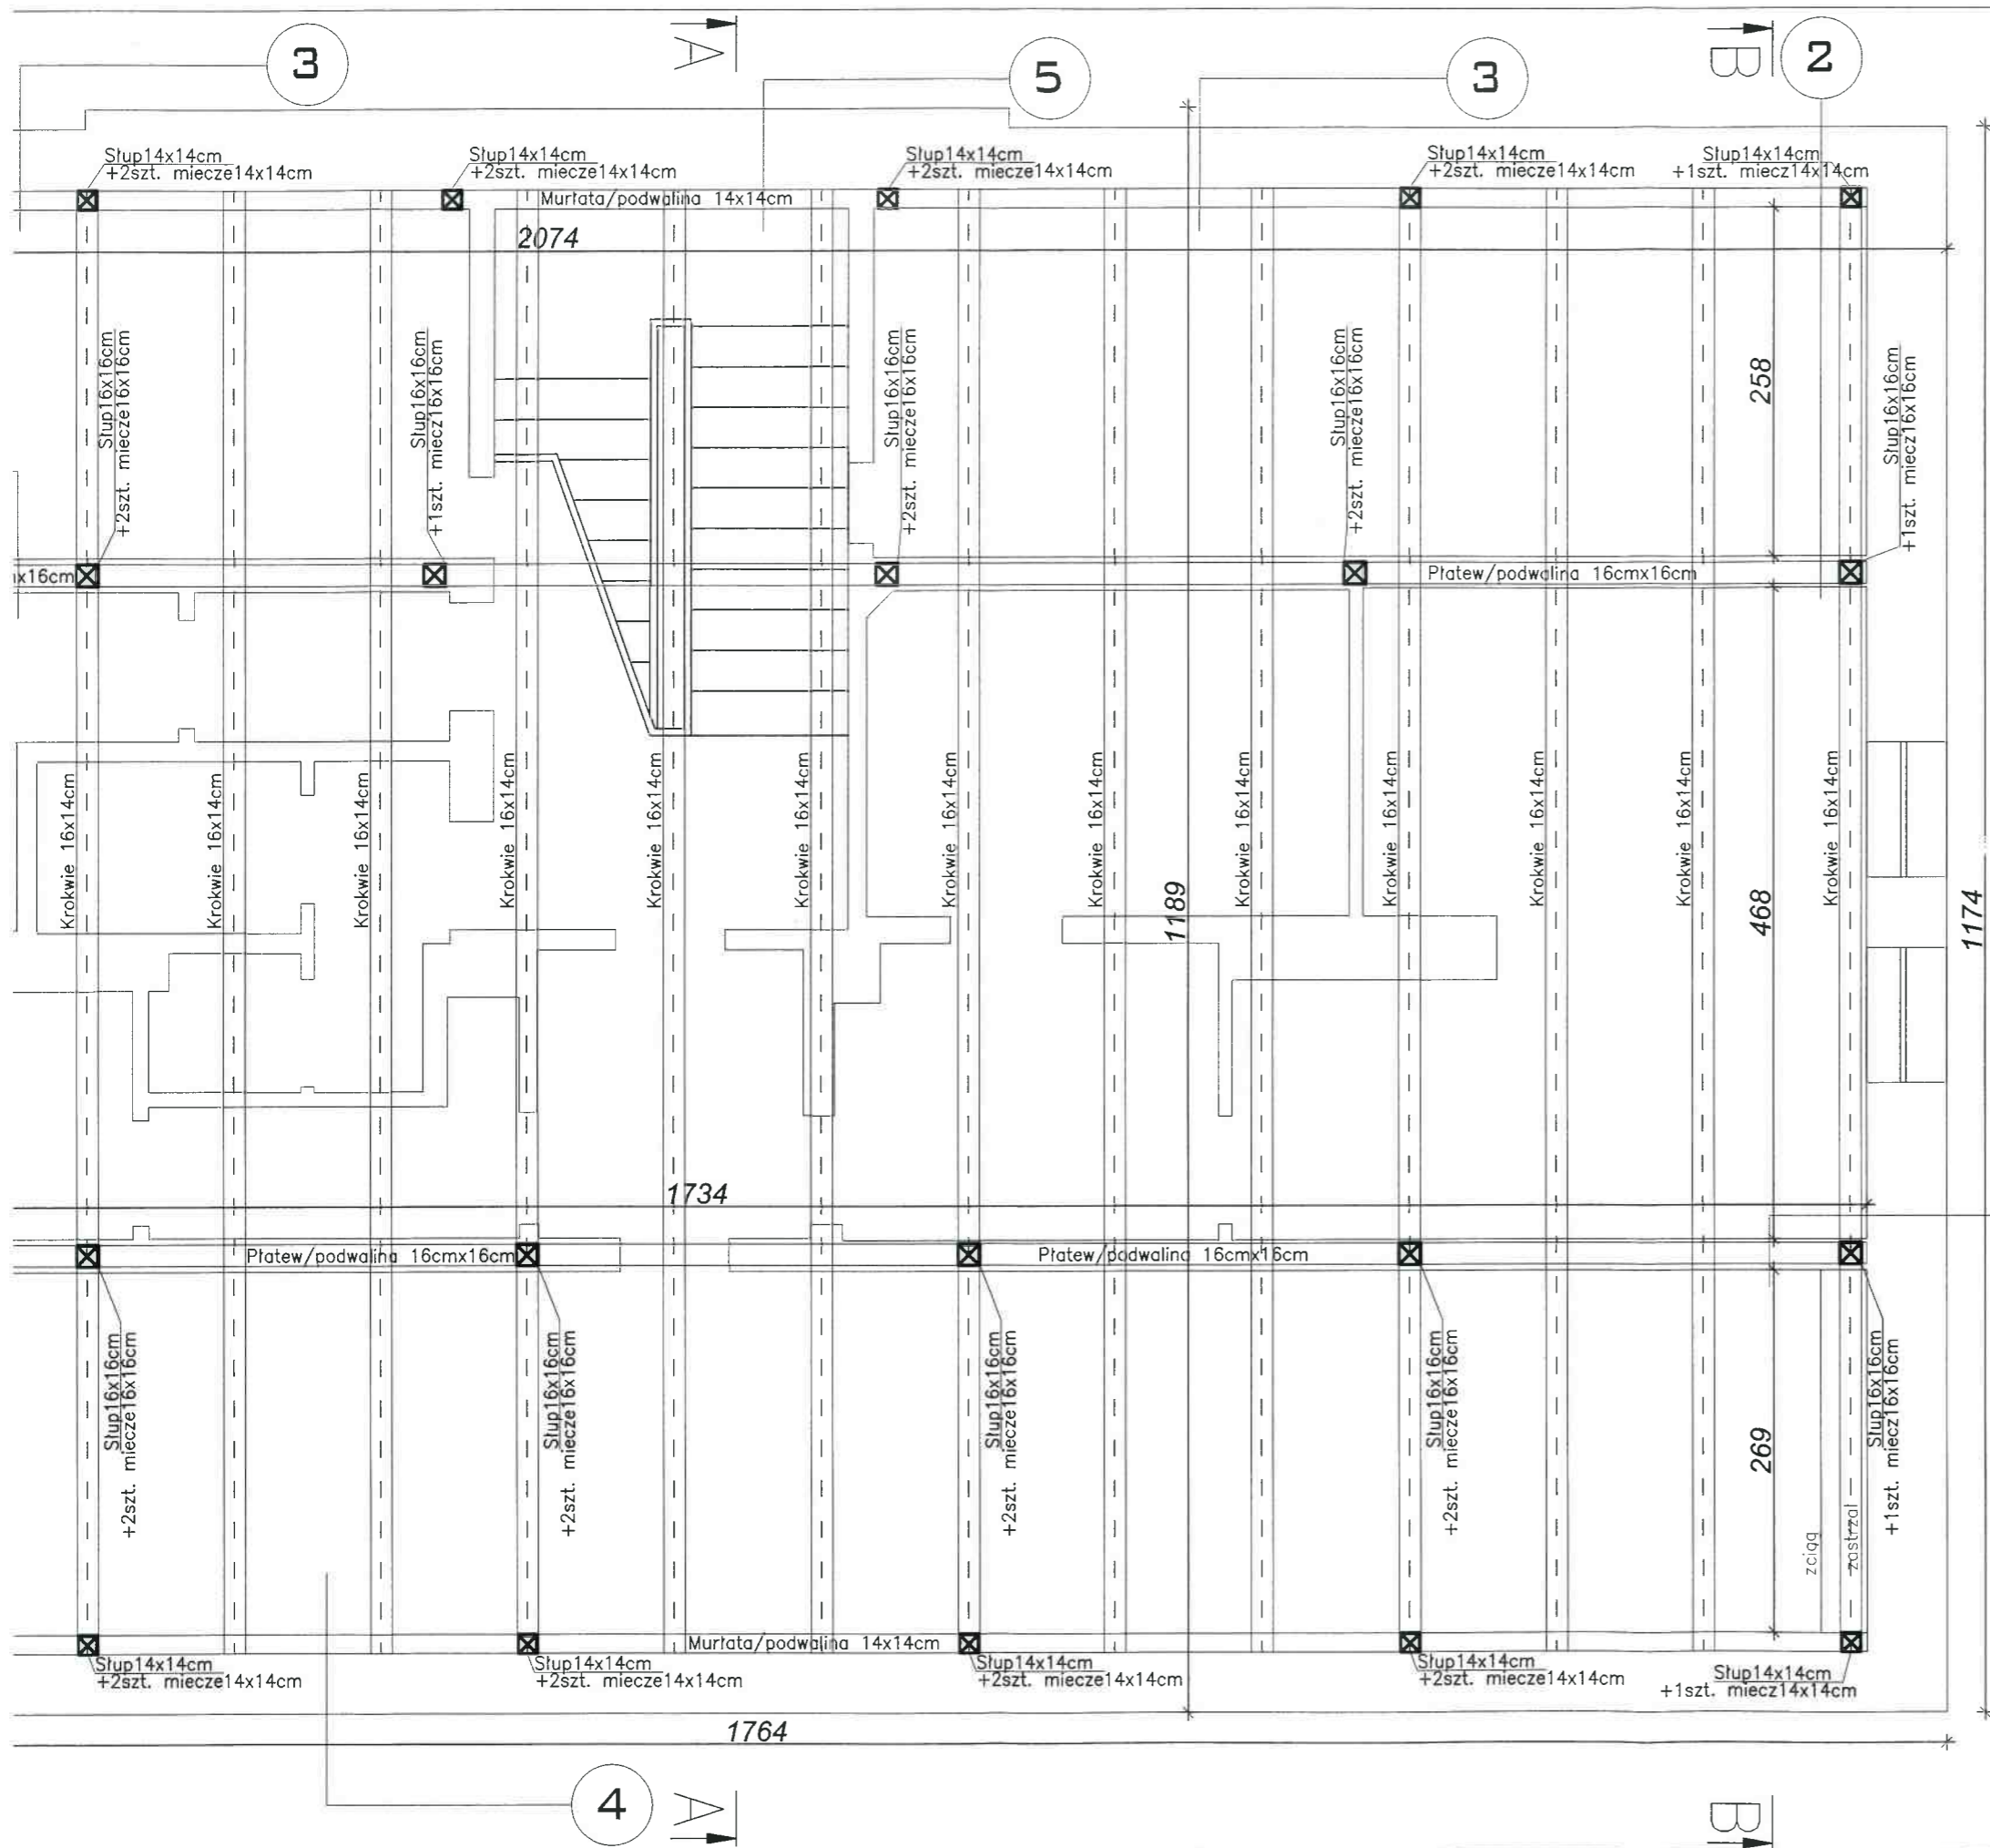 3
A
5
3
B
2
Słup14x14cm
+2szt. miecze14x14cm
Słup14x14cm
+2szt. miecze14x14cm
Słup14x14cm
+2szt. miecze14x14cm
Słup14x14cm
+2szt. miecze14x14cm
Słup14x14cm
+1szt. miecz14x14cm
Murłata/podwalina 14x14cm
2074
Słup16x16cm
+2szt. miecze16x16cm
Słup16x16cm
+1szt. miecz16x16cm
Słup16x16cm
+2szt. miecze16x16cm
Słup16x16cm
+2szt. miecze16x16cm
258
Słup16x16cm
+1szt. miecz16x16cm
x16cm
Płatew/podwalina 16cmx16cm
Krokwie 16x14cm
Krokwie 16x14cm
Krokwie 16x14cm
Krokwie 16x14cm
Krokwie 16x14cm
Krokwie 16x14cm
Krokwie 16x14cm
Krokwie 16x14cm
1189
Krokwie 16x14cm
Krokwie 16x14cm
Krokwie 16x14cm
Krokwie 16x14cm
468
Krokwie 16x14cm
1174
1734
Płatew/podwalina 16cmx16cm
Płatew/podwalina 16cmx16cm
Słup16x16cm
+2szt. miecze16x16cm
Słup16x16cm
+2szt. miecze16x16cm
Słup16x16cm
+2szt. miecze16x16cm
Słup16x16cm
+2szt. miecze16x16cm
269
zciąg
zastrzał
Słup16x16cm
+1szt. miecz16x16cm
Murłata/podwalina 14x14cm
Słup14x14cm
+2szt. miecze14x14cm
Słup14x14cm
+2szt. miecze14x14cm
Słup14x14cm
+2szt. miecze14x14cm
Słup14x14cm
+2szt. miecze14x14cm
Słup14x14cm
+1szt. miecz14x14cm
1764
4
A
B